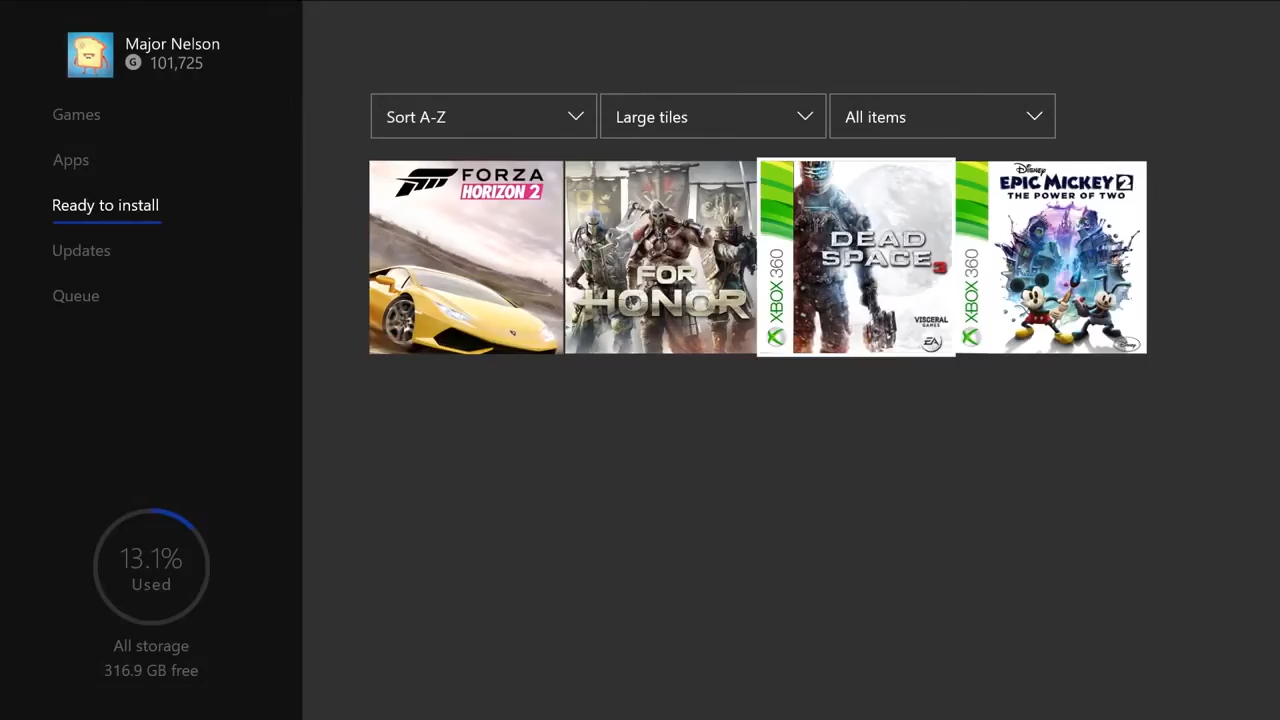 Major Nelson
G 101,725
Games
Apps
Ready to install
Updates
Queue
13.1%
Used
All storage
316.9 GB free
Sort A-Z
Large tiles
All items
FORZA
HORIZON 2
FOR
HONOR
XBOX 360
DEAD
SPACE 3
VISCERAL
GAMES
EA
XBOX 360
Disney
EPIC MICKEY 2
THE POWER OF TWO
Disney